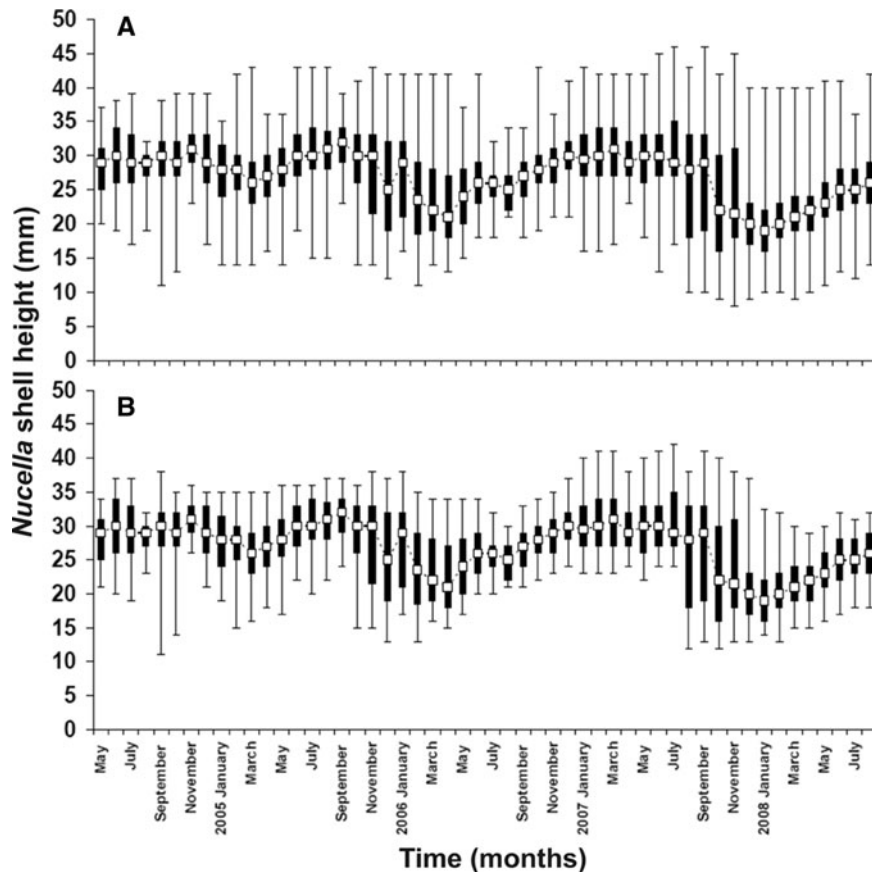 A
50
45
40
35
30
25
20
15
10
5
0
B
50
45
40
35
30
25
20
15
10
5
0
Nucella shell height (mm)
May
July
September
November
2005 January
March
May
July
September
November
2006 January
March
May
July
September
November
2007 January
March
May
July
September
November
2008 January
March
May
July
Time (months)